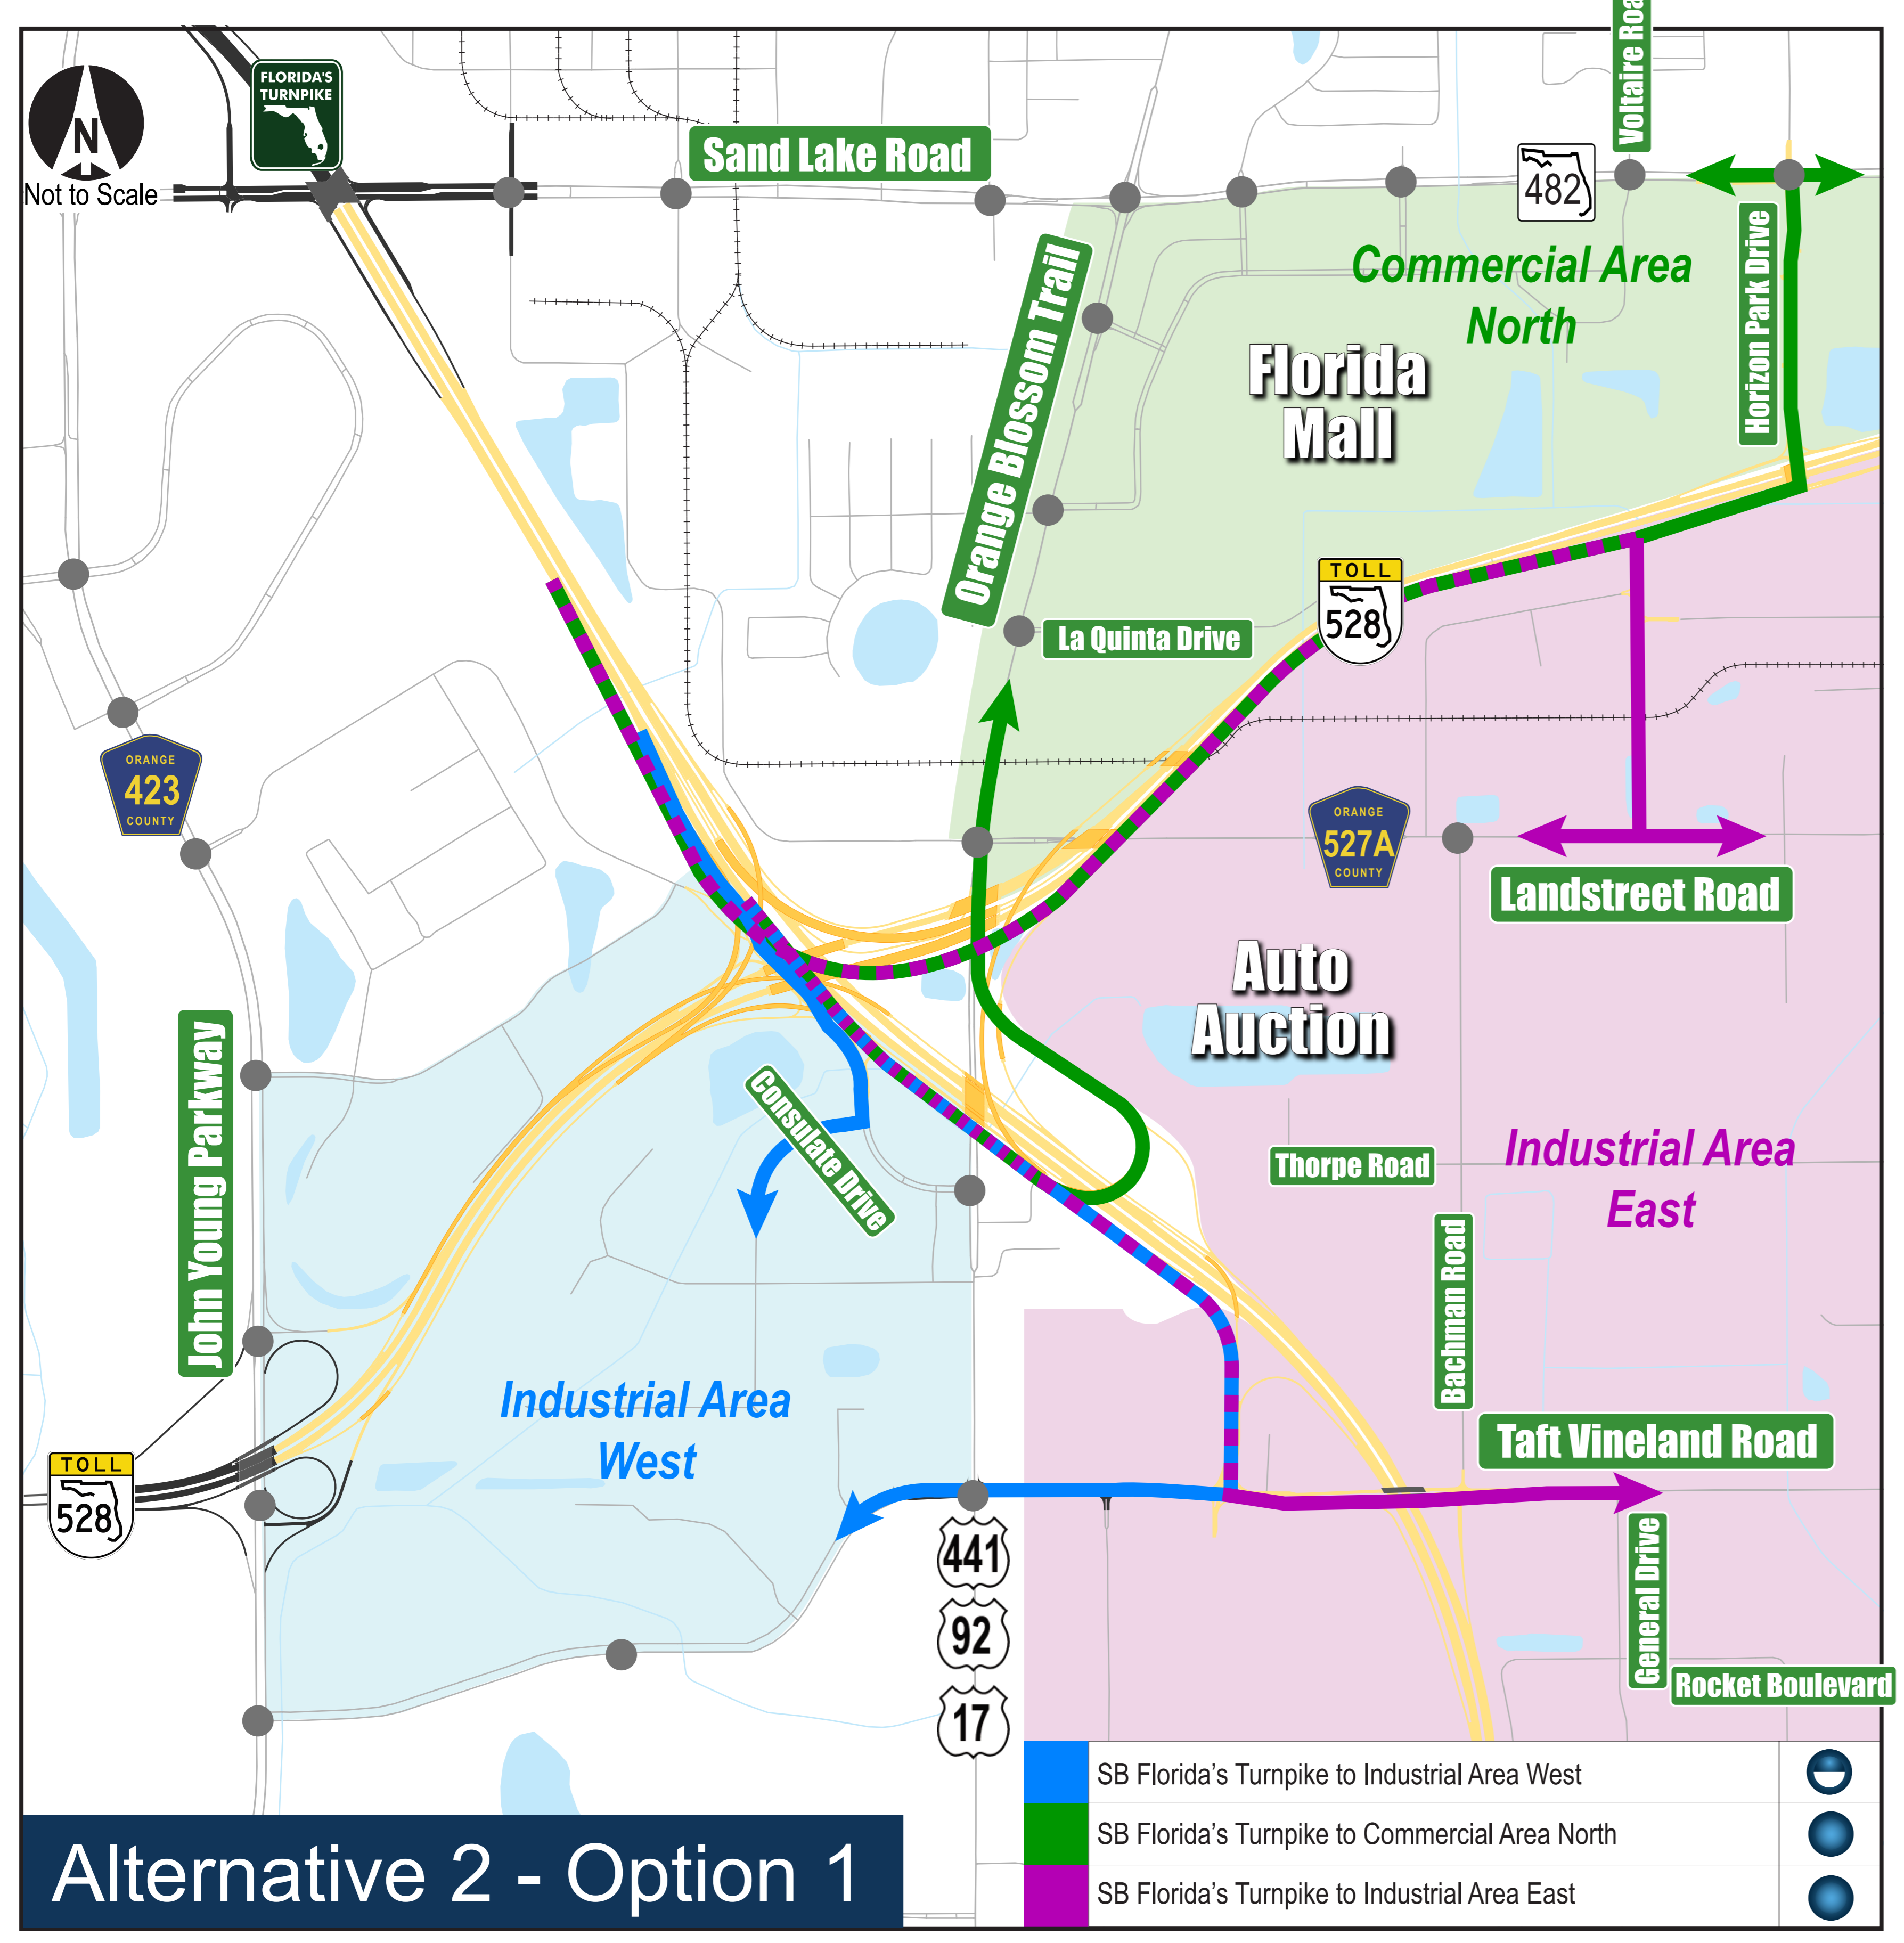 Voltaire Road
FLORIDA'S
TURNPIKE
N
Not to Scale
Sand Lake Road
482
Commercial Area
North
Horizon Park Drive
Orange Blossom Trail
Florida
Mall
TOLL
528
La Quinta Drive
ORANGE
423
COUNTY
ORANGE
527A
COUNTY
Landstreet Road
Auto
Auction
John Young Parkway
Consulate Drive
Thorpe Road
Industrial Area
East
Bachman Road
Industrial Area
West
Taft Vineland Road
TOLL
528
441
92
17
General Drive
Rocket Boulevard
SB Florida's Turnpike to Industrial Area West
SB Florida's Turnpike to Commercial Area North
SB Florida's Turnpike to Industrial Area East
Alternative 2 - Option 1